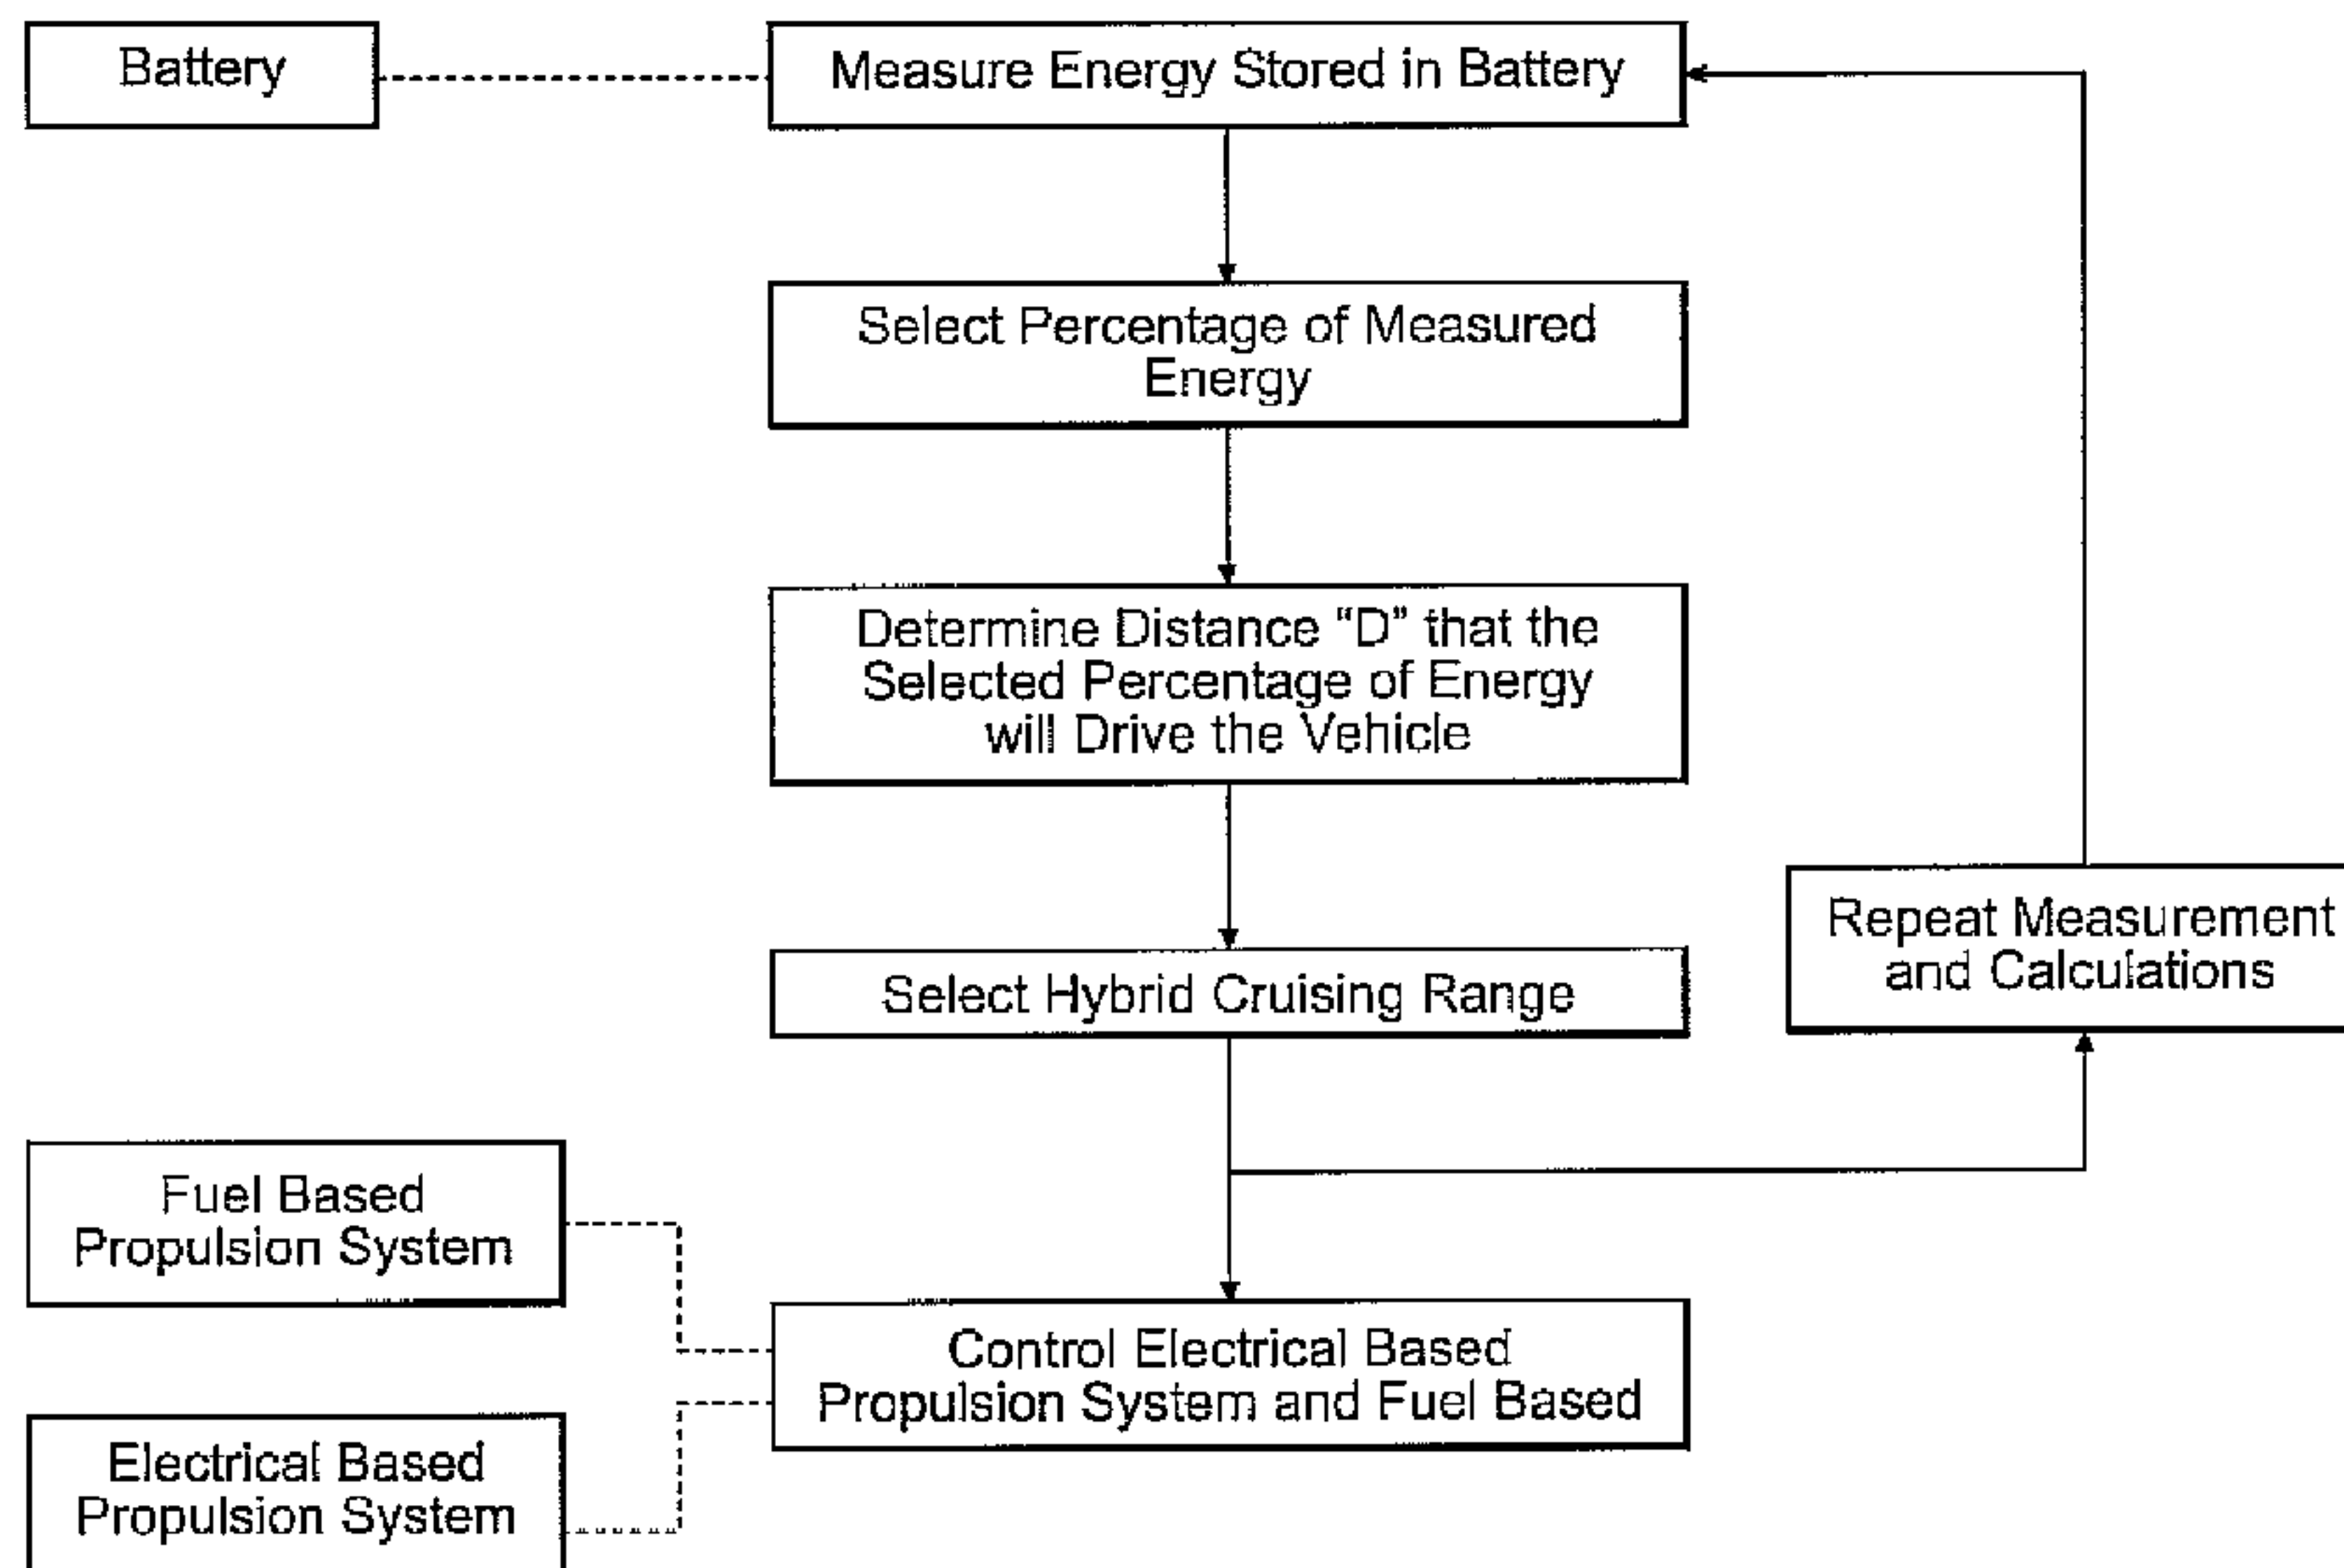 Battery
Measure Energy Stored in Battery
Select Percentage of Measured
Energy
Determine Distance “D” that the
Selected Percentage of Energy
will Drive the Vehicle
Select Hybrid Cruising Range
Repeat Measurement
and Calculations
Fuel Based
Propulsion System
Control Electrical Based
Propulsion System and Fuel Based
Electrical Based
Propulsion System